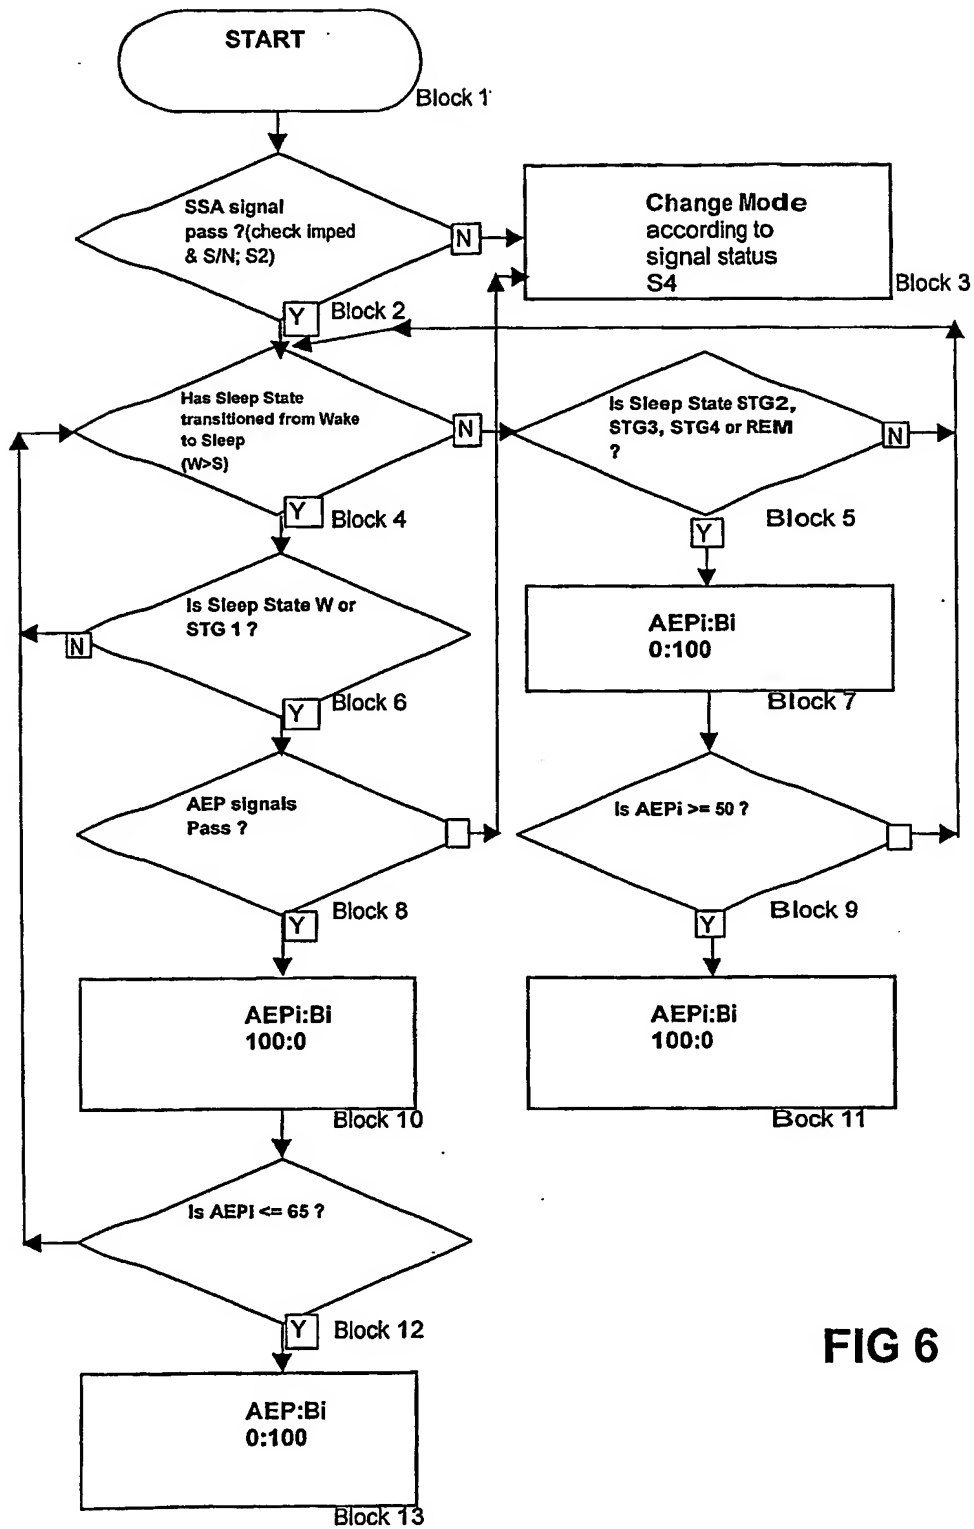 START
Block 1
SSA signal
pass ?(check imped
& S/N; S2)
N
Y
Block 2
Change Mode
according to
signal status
S4
Block 3
Has Sleep State
transitioned from Wake
to Sleep
(W>S)
N
Y
Block 4
Is Sleep State STG2,
STG3, STG4 or REM
?
N
Y
Block 5
Is Sleep State W or
STG 1 ?
N
Y
Block 6
AEPi:Bi
0:100
Block 7
AEP signals
Pass ?
Y
Block 8
Is AEPi >= 50 ?
Y
Block 9
AEPi:Bi
100:0
Block 10
AEPi:Bi
100:0
Bock 11
Is AEPi <= 65 ?
Y
Block 12
AEP:Bi
0:100
Block 13
FIG 6